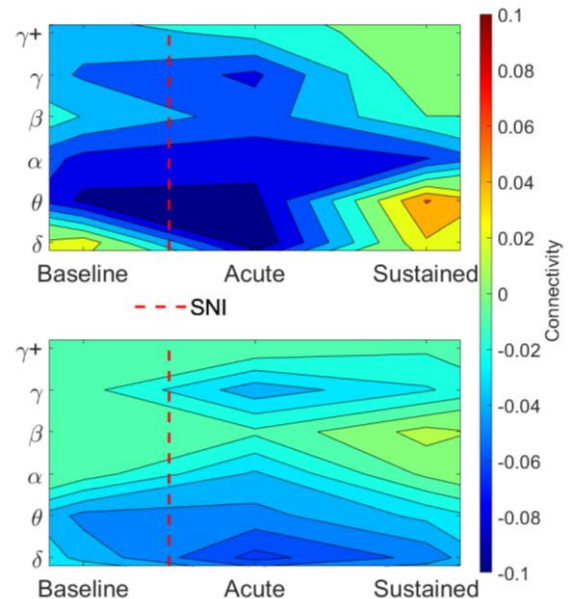 γ+
γ
β
α
θ
δ
Baseline Acute Sustained
SNI
γ+
γ
β
α
θ
δ
Baseline Acute Sustained
0.1
0.08
0.06
0.04
0.02
0
-0.02
-0.04
-0.06
-0.08
-0.1
Connectivity